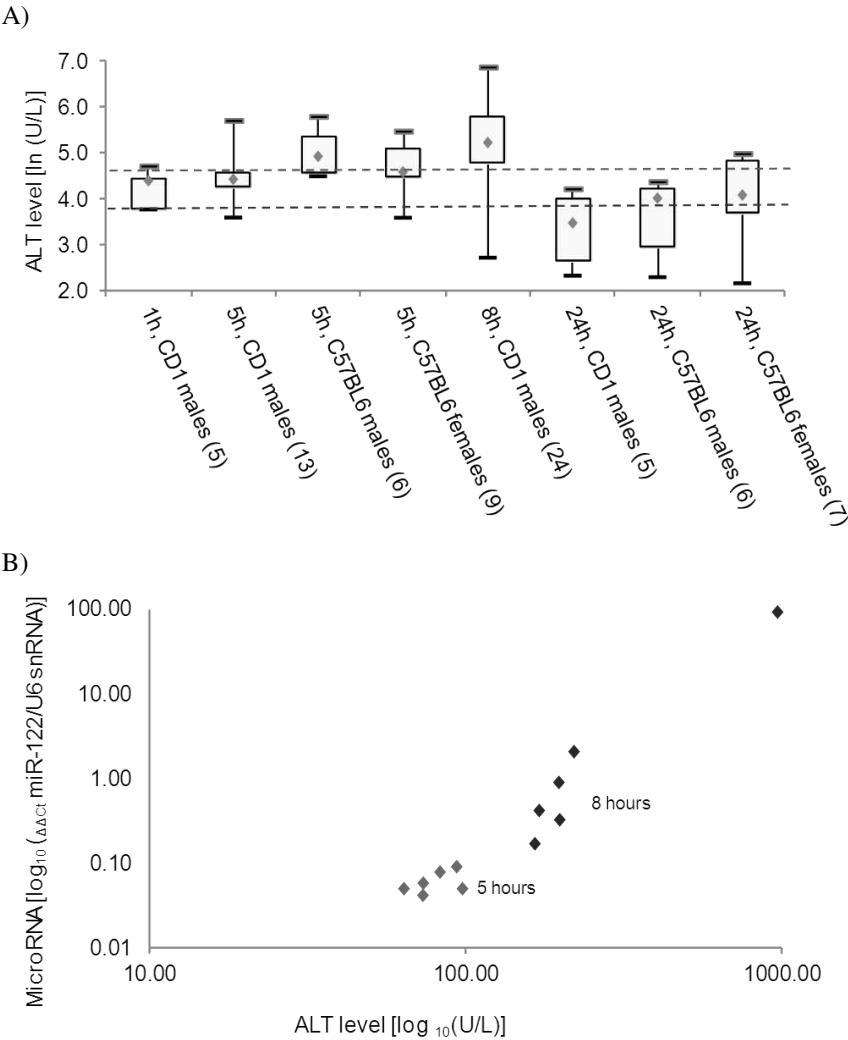 A)
7.0
6.0
5.0
4.0
3.0
2.0
ALT level [ln (U/L)]
1h, CD1 males (5)
5h, CD1 males (13)
5h, C57BL6 males (6)
5h, C57BL6 females (9)
8h, CD1 males (24)
24h, CD1 males (5)
24h, C57BL6 males (6)
24h, C57BL6 females (7)
B)
MicroRNA [log10 (ΔΔCt miR-122/U6 snRNA)]
100.00
10.00
1.00
0.10
0.01
8 hours
5 hours
10.00
100.00
1000.00
ALT level [log 10(U/L)]